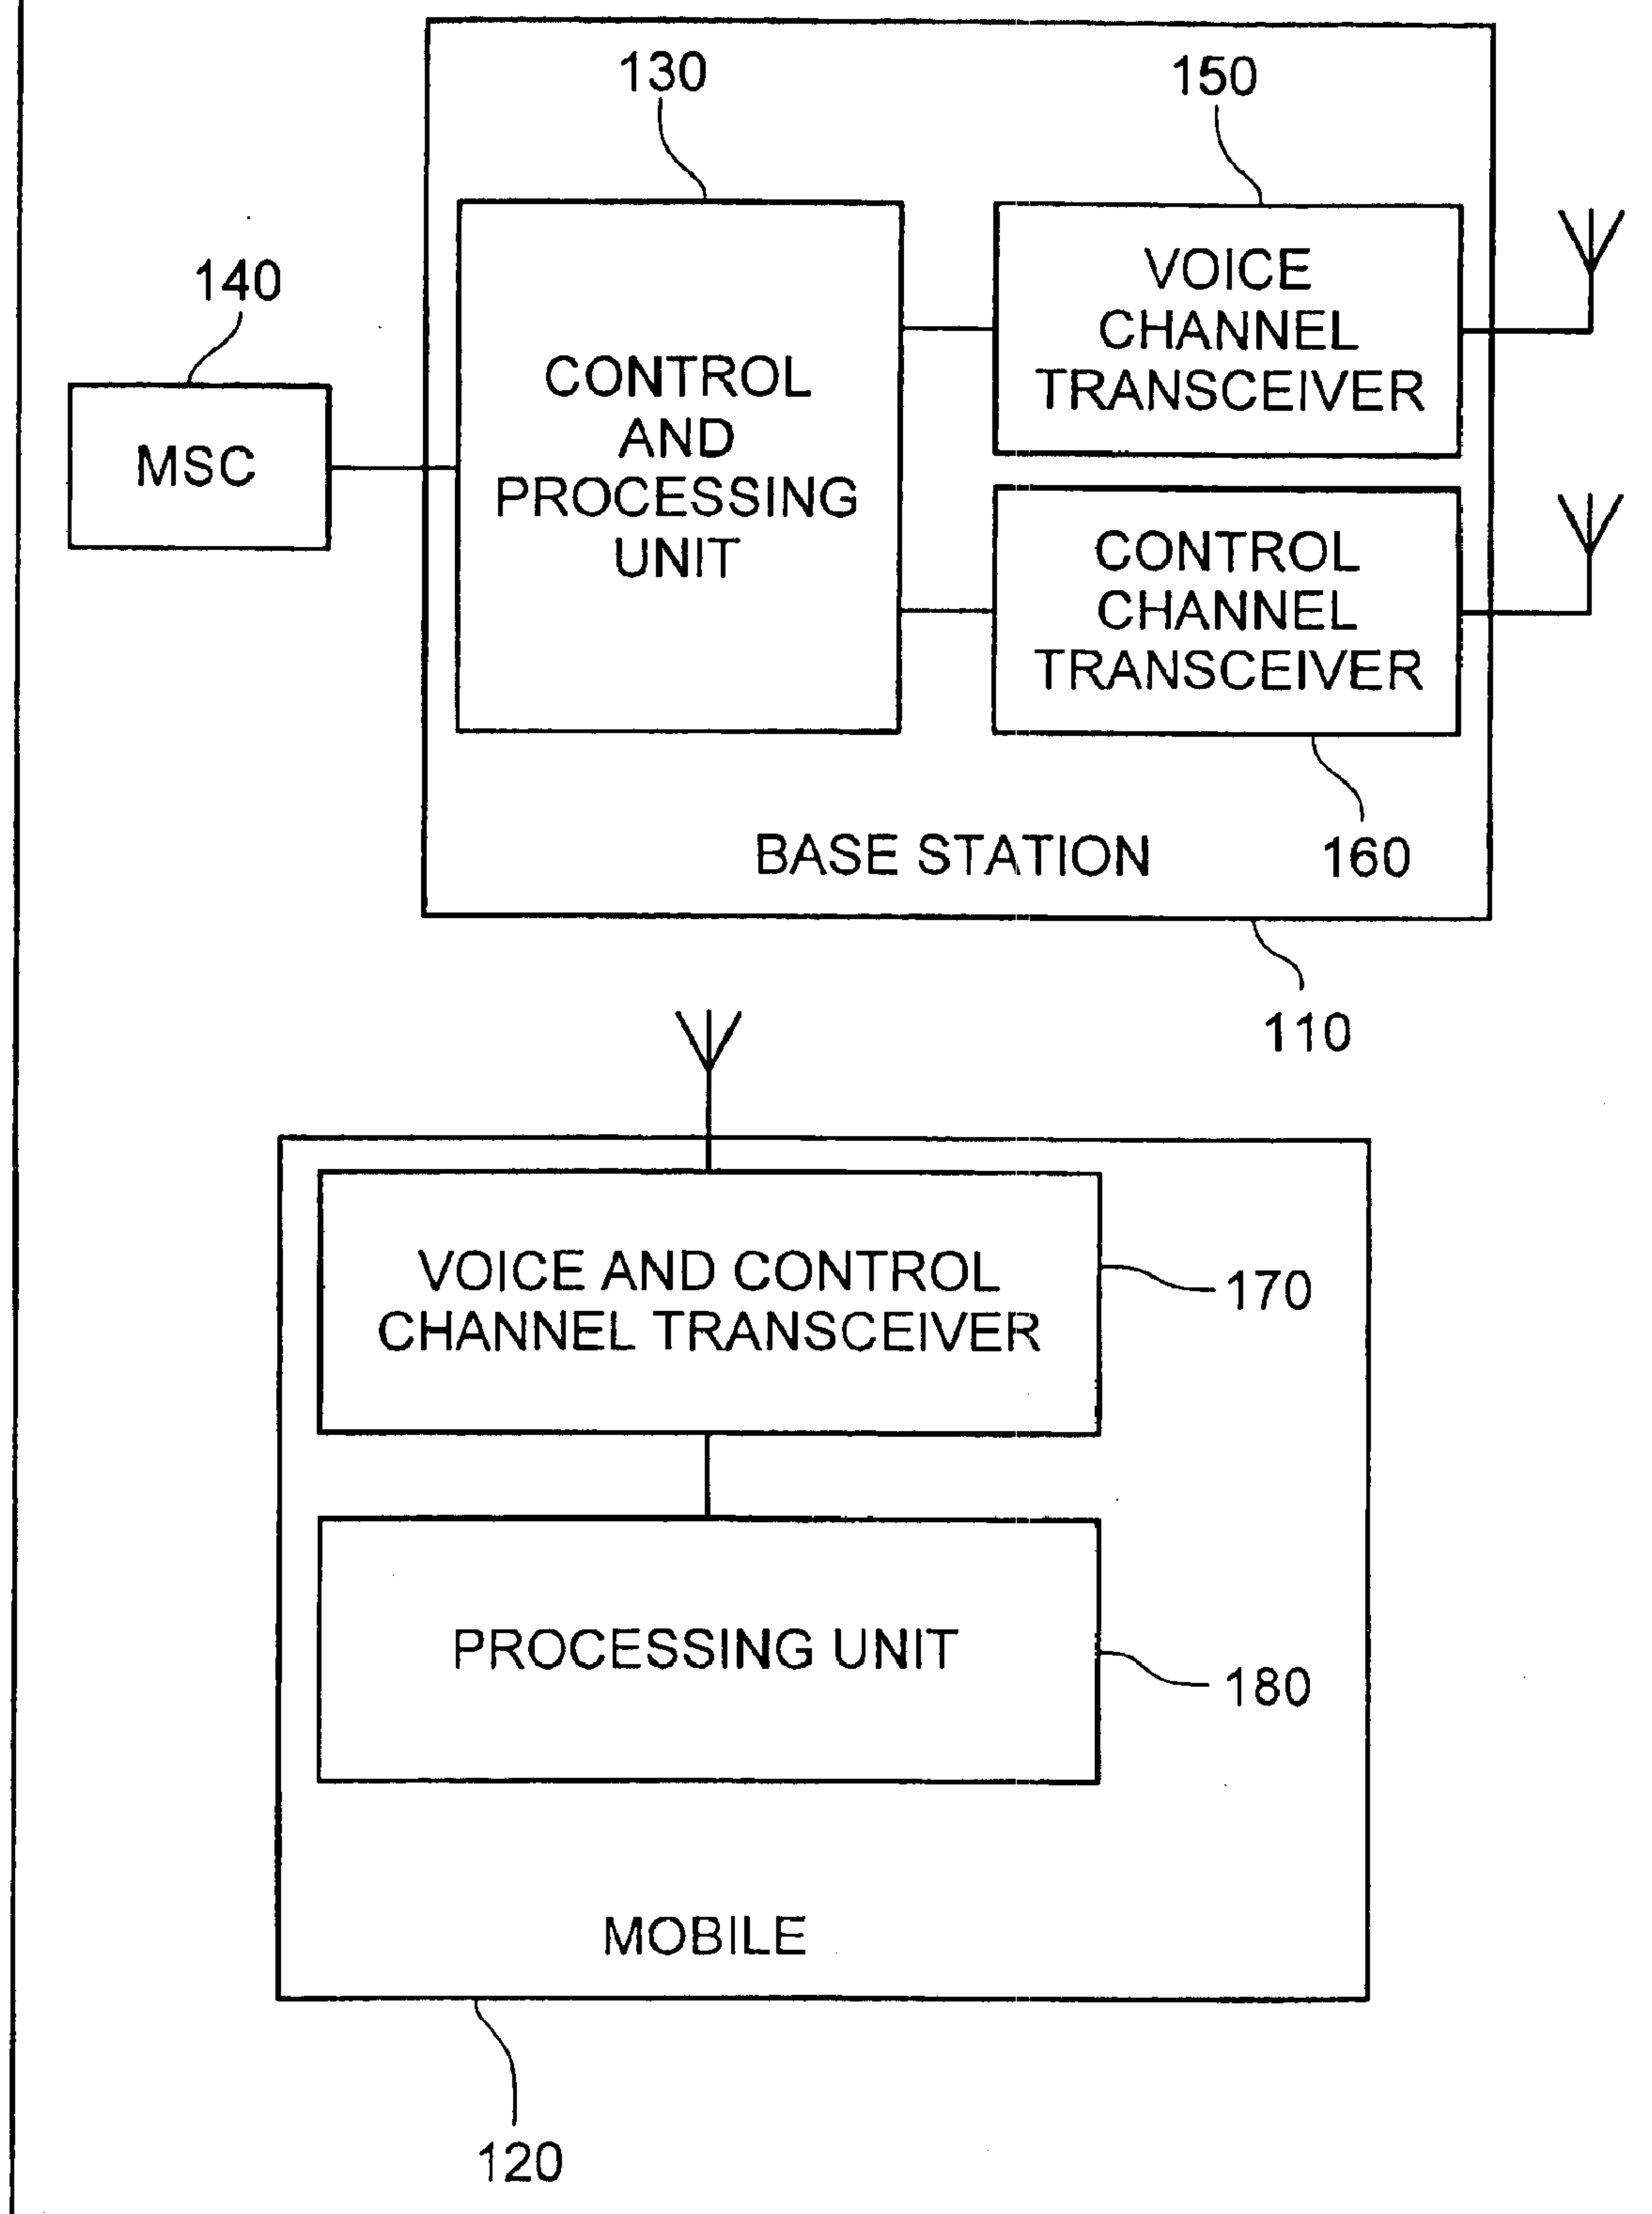 130
150
140
MSC
CONTROL
AND
PROCESSING
UNIT
VOICE
CHANNEL
TRANSCEIVER
CONTROL
CHANNEL
TRANSCEIVER
BASE STATION
160
110
VOICE AND CONTROL
CHANNEL TRANSCEIVER
170
PROCESSING UNIT
180
MOBILE
120